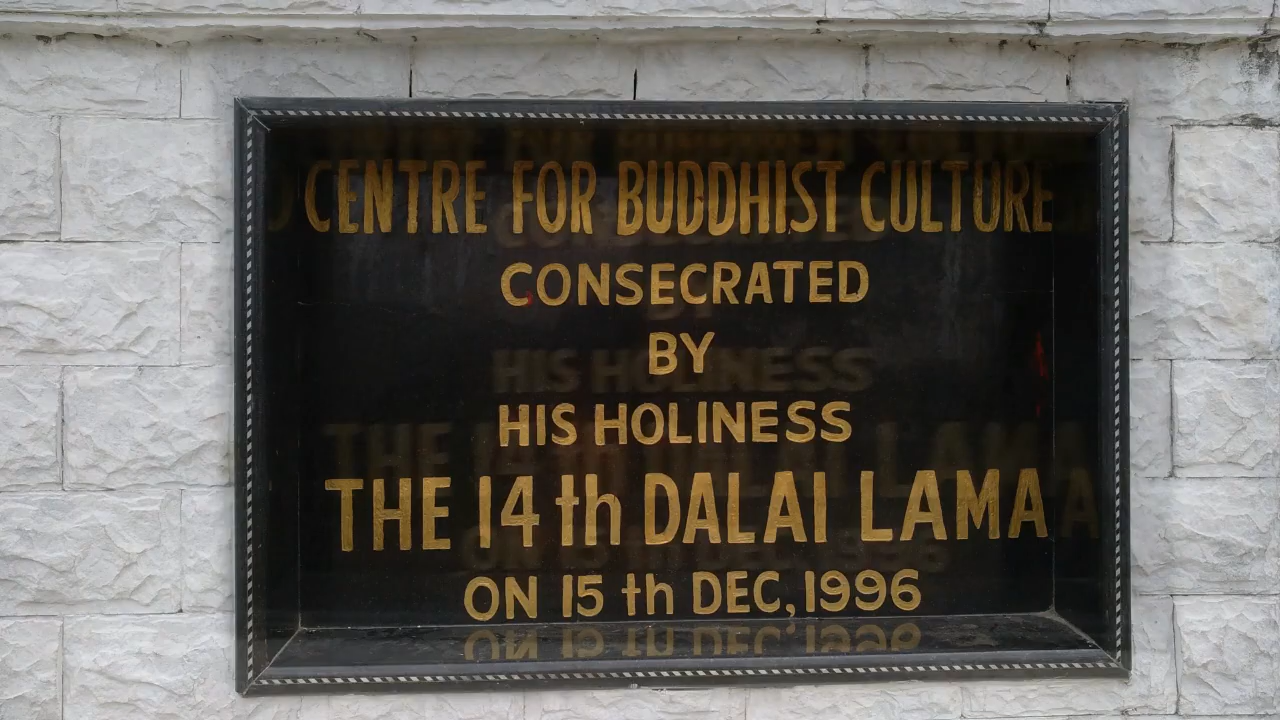 CENTRE FOR BUDDHIST CULTURE
CONSECRATED
BY
HIS HOLINESS
THE 14th DALAI LAMA
ON 15th DEC, 1996